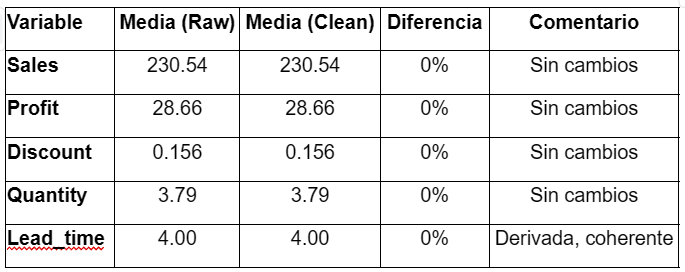 Variable Media (Raw) Media (Clean) Diferencia Comentario
Sales 230.54 230.54 0% Sin cambios
Profit 28.66 28.66 0% Sin cambios
Discount 0.156 0.156 0% Sin cambios
Quantity 3.79 3.79 0% Sin cambios
Lead_time 4.00 4.00 0% Derivada, coherente